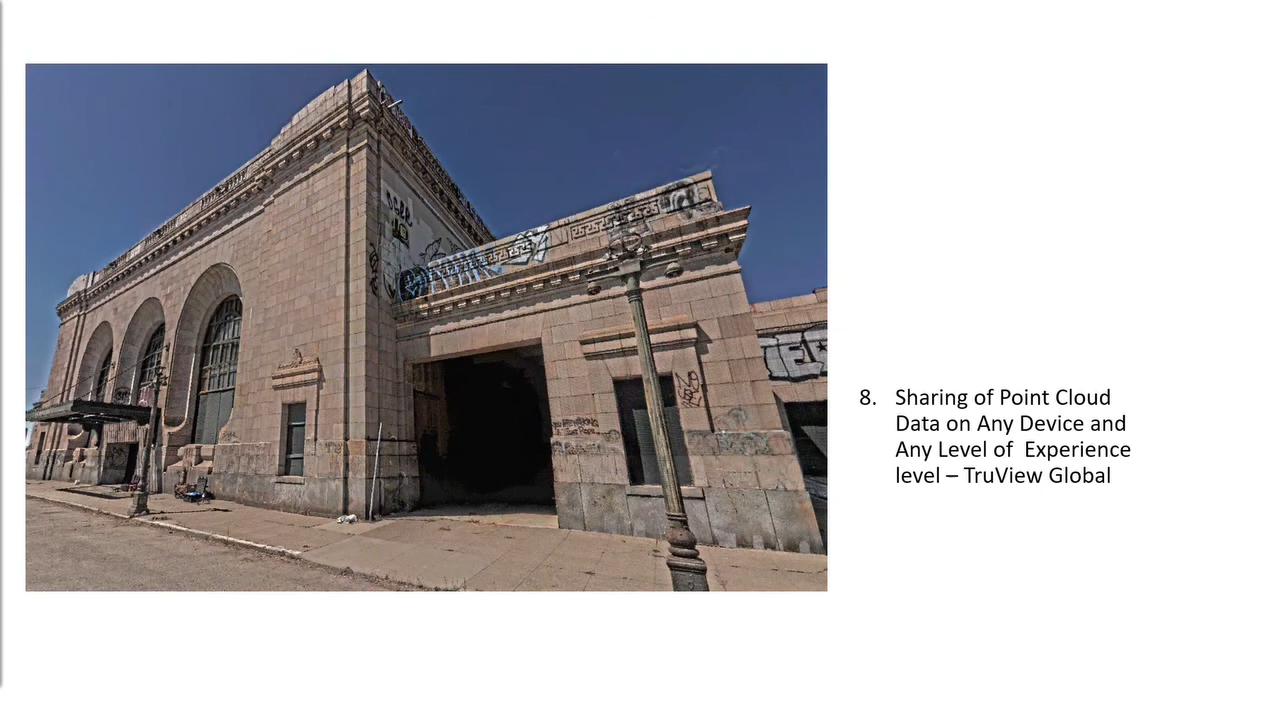 8. Sharing of Point Cloud
Data on Any Device and
Any Level of  Experience
level – TruView Global